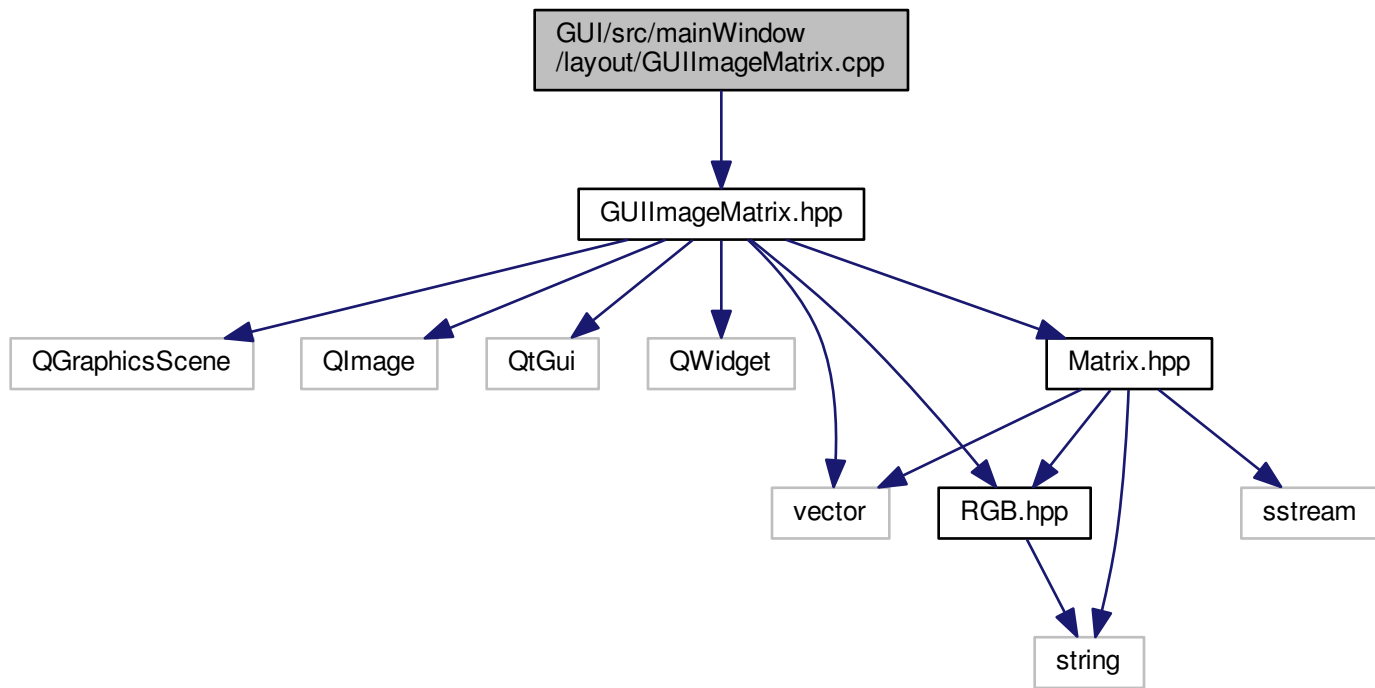 GUI/src/mainWindow
/layout/GUIImageMatrix.cpp
GUIImageMatrix.hpp
QGraphicsScene
QImage
QtGui
QWidget
Matrix.hpp
vector
RGB.hpp
sstream
string